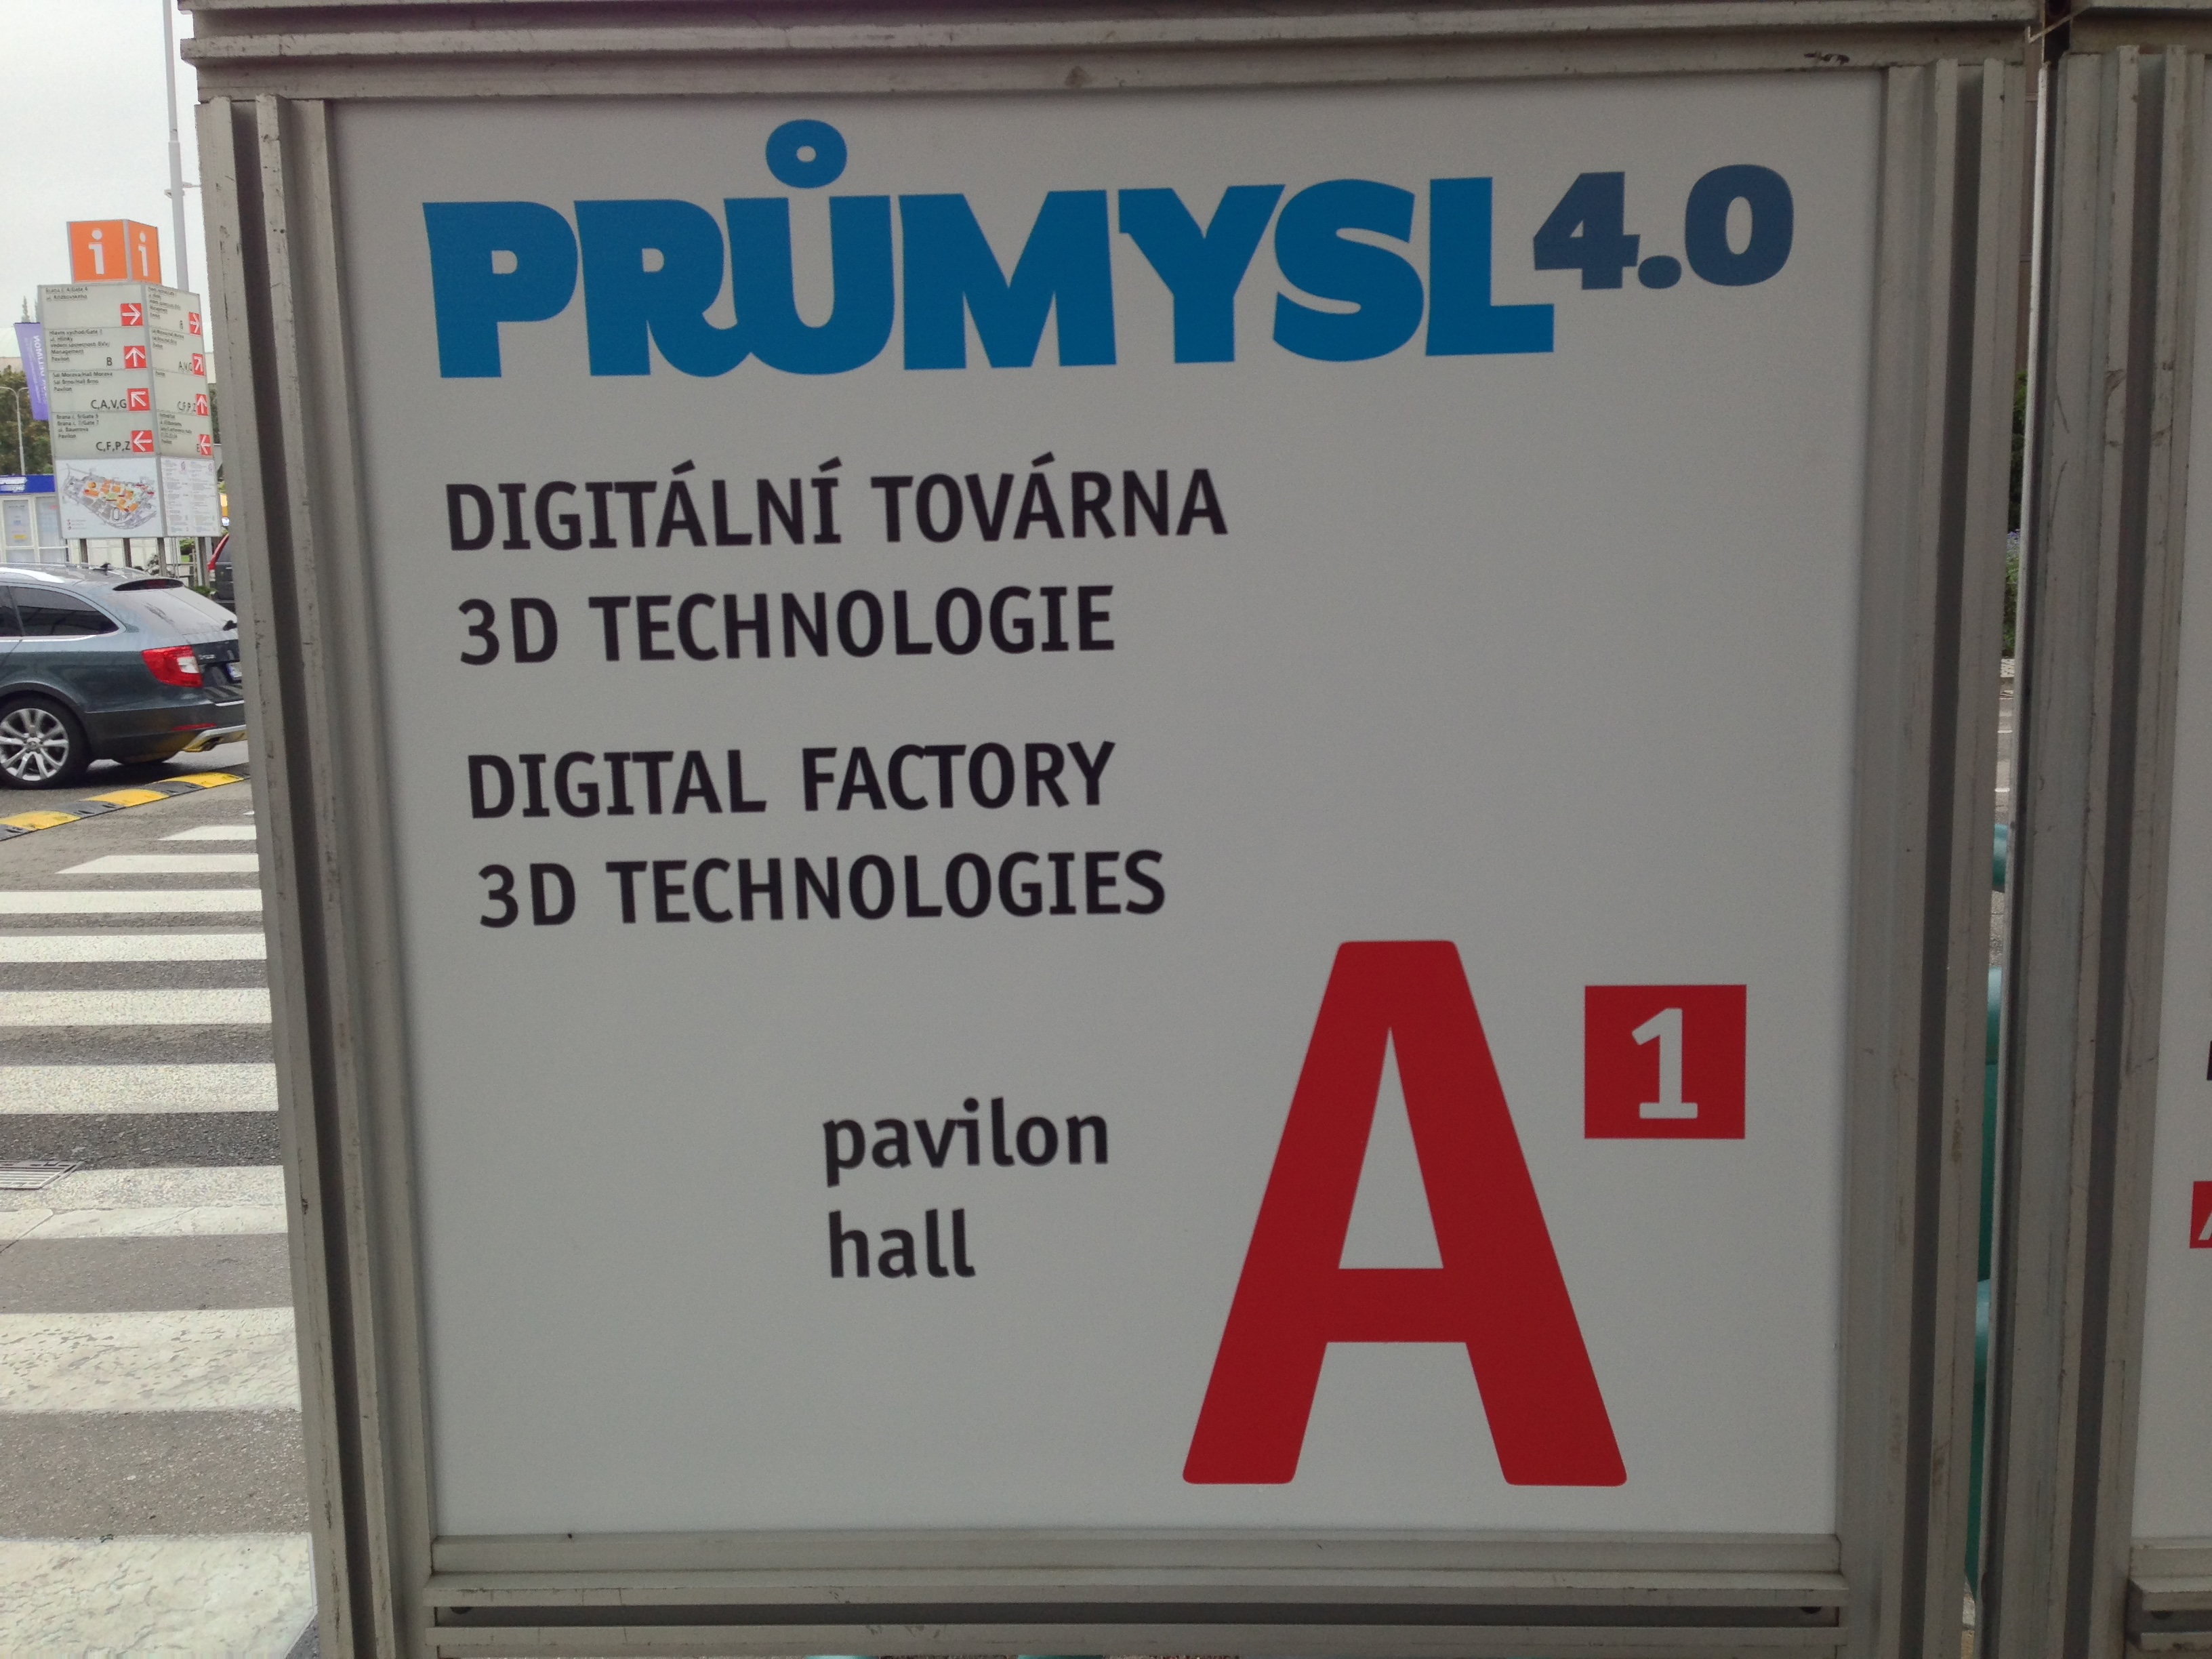 PRŮMYSL 4.0
DIGITÁLNÍ TOVÁRNA
3D TECHNOLOGIE
DIGITAL FACTORY
3D TECHNOLOGIES
pavilon
hall
A 1
i i
B
C,A,V,G
C,F,P,Z
A,V,G